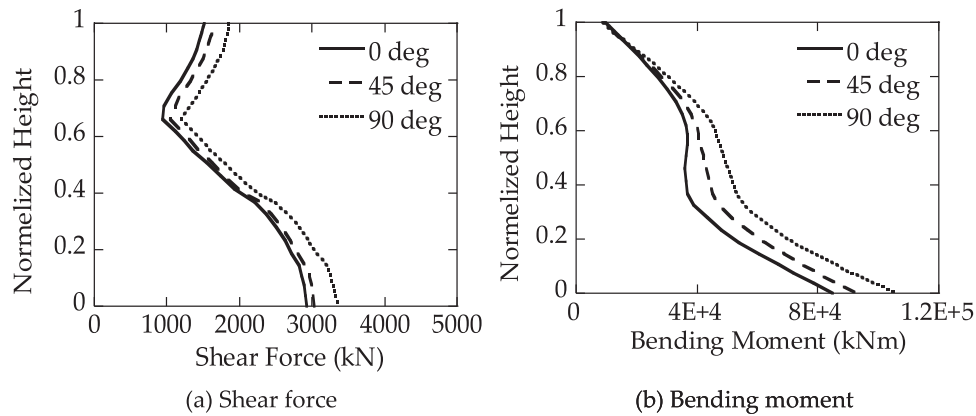 1
0.8
0.6
0.4
0.2
0
Normelized Height
0 deg
45 deg
90 deg
0 1000 2000 3000 4000 5000
Shear Force (kN)
(a) Shear force
1
0.8
0.6
0.4
0.2
0
Normelized Height
0 deg
45 deg
90 deg
0 4E+4 8E+4 1.2E+5
Bending Moment (kNm)
(b) Bending moment